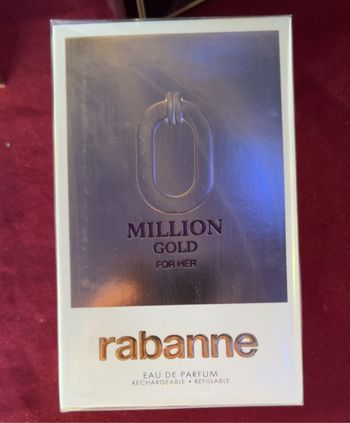 MILLION
GOLD
FOR HER
rabanne
EAU DE PARFUM
RECHARGEABLE • REFILLABLE